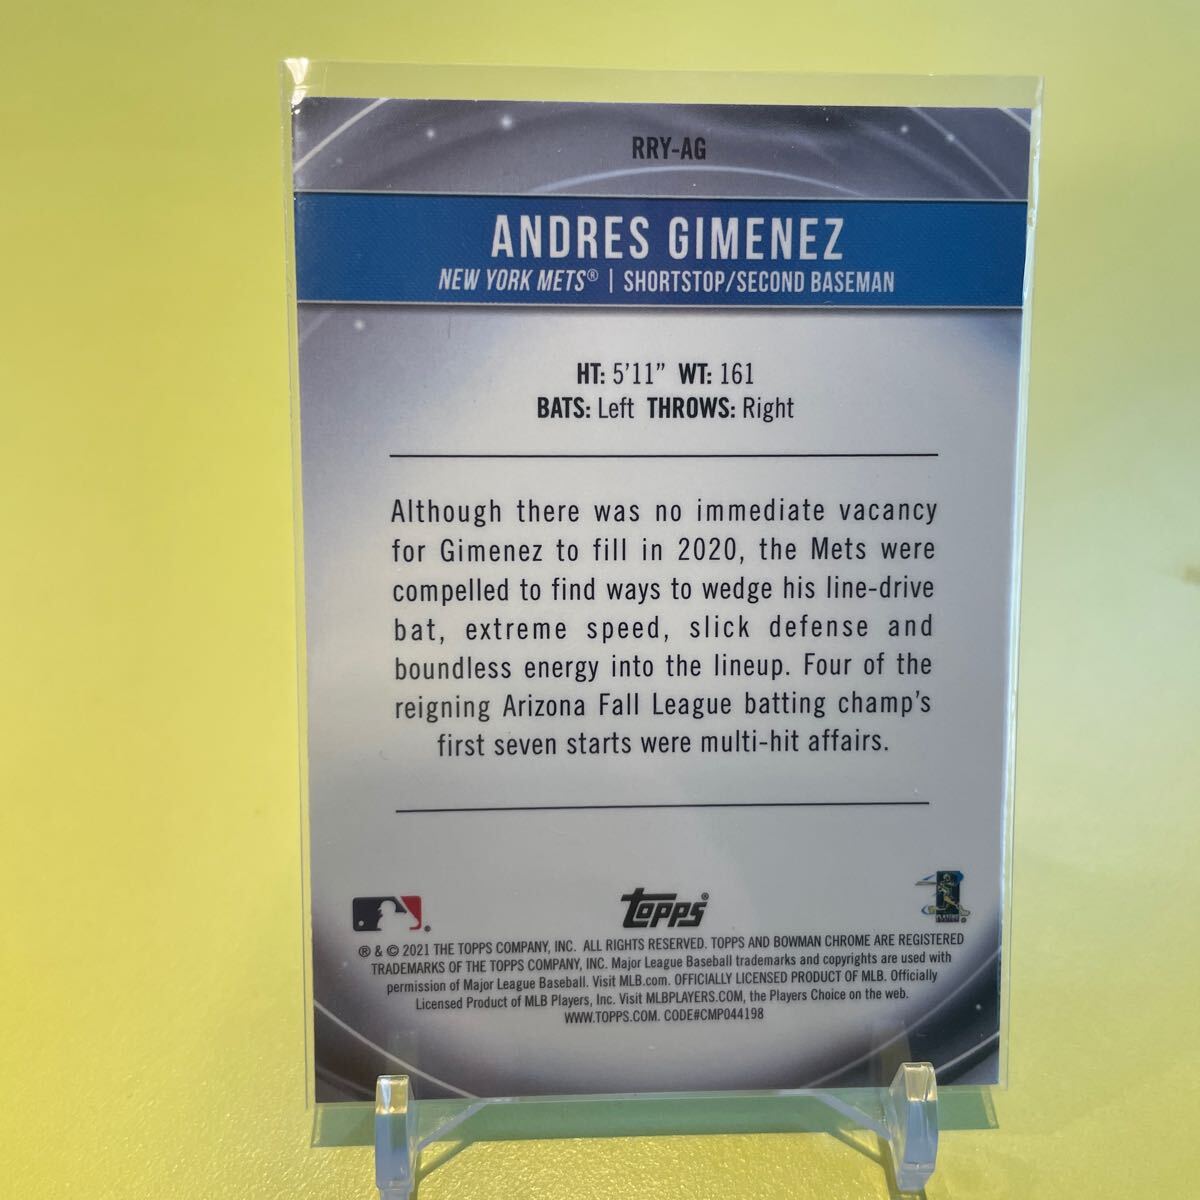 RRY-AG
ANDRES GIMENEZ
NEW YORK METS® | SHORTSTOP/SECOND BASEMAN
HT: 5'11" WT: 161
BATS: Left THROWS: Right
Although there was no immediate vacancy
for Gimenez to fill in 2020, the Mets were
compelled to find ways to wedge his line-drive
bat, extreme speed, slick defense and
boundless energy into the lineup. Four of the
reigning Arizona Fall League batting champ's
first seven starts were multi-hit affairs.
topps®
® & © 2021 THE TOPPS COMPANY, INC. ALL RIGHTS RESERVED. TOPPS AND BOWMAN CHROME ARE REGISTERED
TRADEMARKS OF THE TOPPS COMPANY, INC. Major League Baseball trademarks and copyrights are used with
permission of Major League Baseball. Visit MLB.com. OFFICIALLY LICENSED PRODUCT OF MLB. Officially
Licensed Product of MLB Players, Inc. Visit MLBPLAYERS.COM, the Players Choice on the web.
WWW.TOPPS.COM. CODE#CMP044198